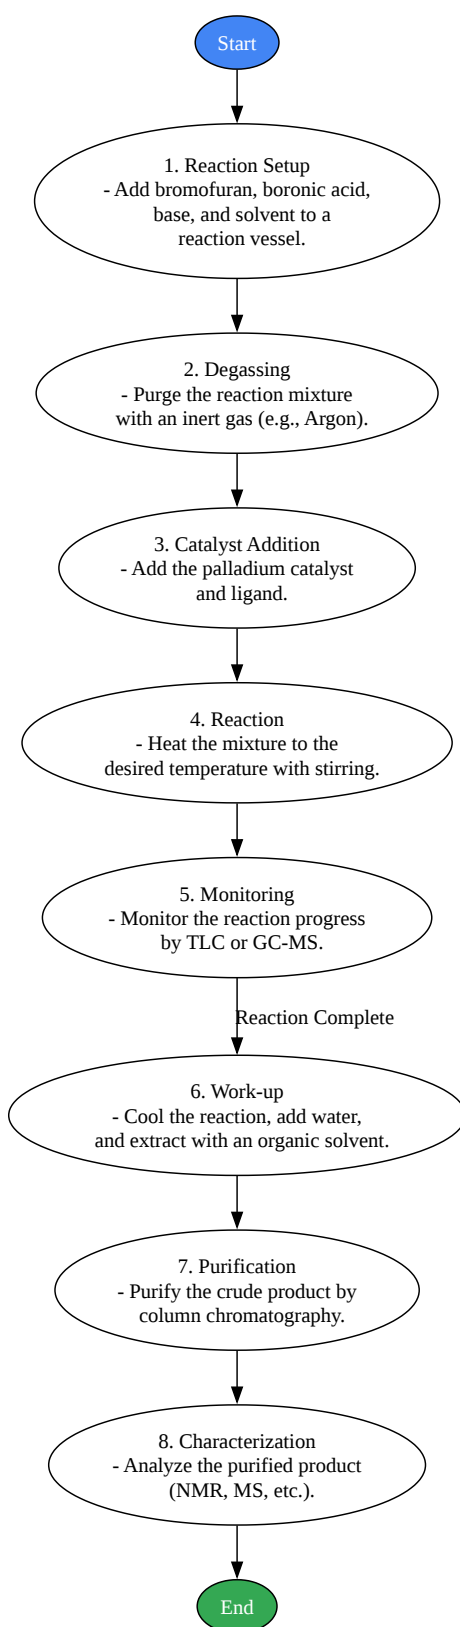 Start
1. Reaction Setup
- Add bromofuran, boronic acid,
base, and solvent to a
reaction vessel.
2. Degassing
- Purge the reaction mixture
with an inert gas (e.g., Argon).
3. Catalyst Addition
- Add the palladium catalyst
and ligand.
4. Reaction
- Heat the mixture to the
desired temperature with stirring.
5. Monitoring
- Monitor the reaction progress
by TLC or GC-MS.
Reaction Complete
6. Work-up
- Cool the reaction, add water,
and extract with an organic solvent.
7. Purification
- Purify the crude product by
column chromatography.
8. Characterization
- Analyze the purified product
(NMR, MS, etc.).
End